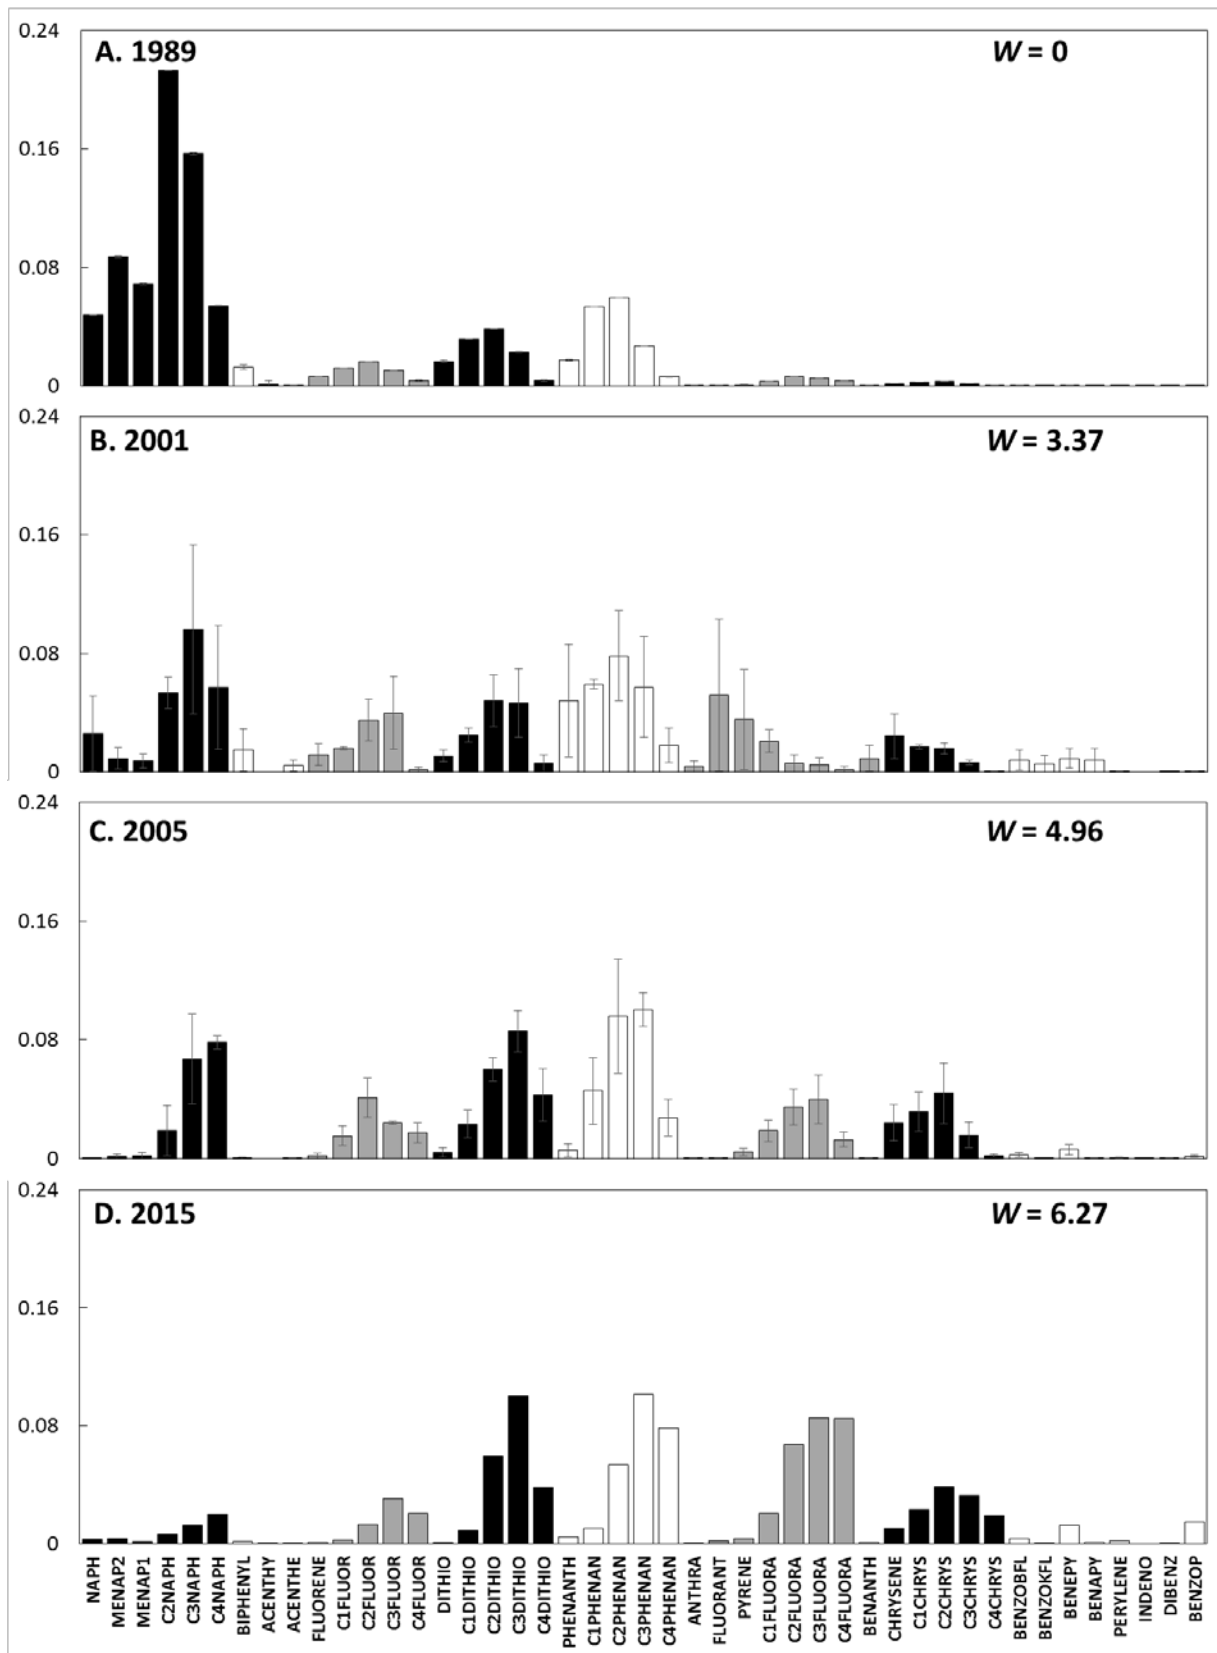 A. 1989
W = 0
0.24
0.16
0.08
0
B. 2001
W = 3.37
0.24
0.16
0.08
0
C. 2005
W = 4.96
0.24
0.16
0.08
0
D. 2015
W = 6.27
0.24
0.16
0.08
0
NAPH
MENAP2
MENAP1
C2NAPH
C3NAPH
C4NAPH
BIPHENYL
ACENTHY
ACENTHE
FLUORENE
C1FLUOR
C2FLUOR
C3FLUOR
C4FLUOR
DITHIO
C1DITHIO
C2DITHIO
C3DITHIO
C4DITHIO
PHENANTH
C1PHENAN
C2PHENAN
C3PHENAN
C4PHENAN
ANTHRA
FLUORANT
PYRENE
C1FLUORA
C2FLUORA
C3FLUORA
C4FLUORA
BENANTH
CHRYSENE
C1CHRYS
C2CHRYS
C3CHRYS
C4CHRYS
BENZOBFL
BENZOKFL
BENEPY
BENAPY
PERYLENE
INDENO
DIBENZ
BENZOP